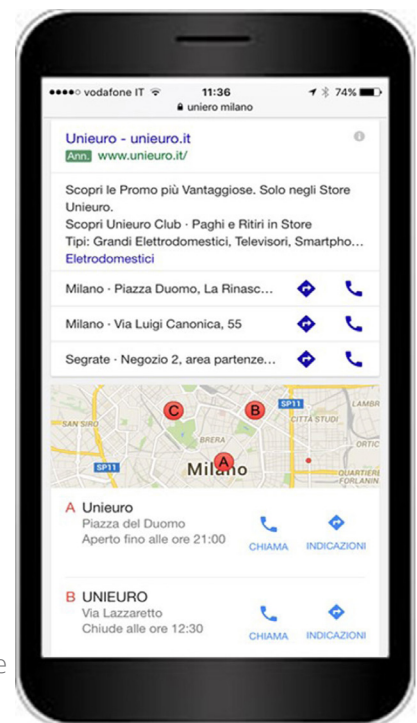 vodafone IT 11:36 74%
uniero milano
Unieuro - unieuro.it
Ann. www.unieuro.it/
Scopri le Promo più Vantaggiose. Solo negli Store
Unieuro.
Scopri Unieuro Club · Paghi e Ritiri in Store
Tipi: Grandi Elettrodomestici, Televisori, Smartpho...
Eletrodomestici
Milano · Piazza Duomo, La Rinasc...
Milano · Via Luigi Canonica, 55
Segrate · Negozio 2, area partenze...
SP11
LAMBR
C
B
SAN SIRO
CITTÀ STUDI
BRERA
ORTIC
SP11
Milano
A
QUARTIERE
FORLANIN
A Unieuro
Piazza del Duomo
Aperto fino alle ore 21:00
CHIAMA INDICAZIONI
B UNIEURO
Via Lazzaretto
Chiude alle ore 12:30
CHIAMA INDICAZIONI
e